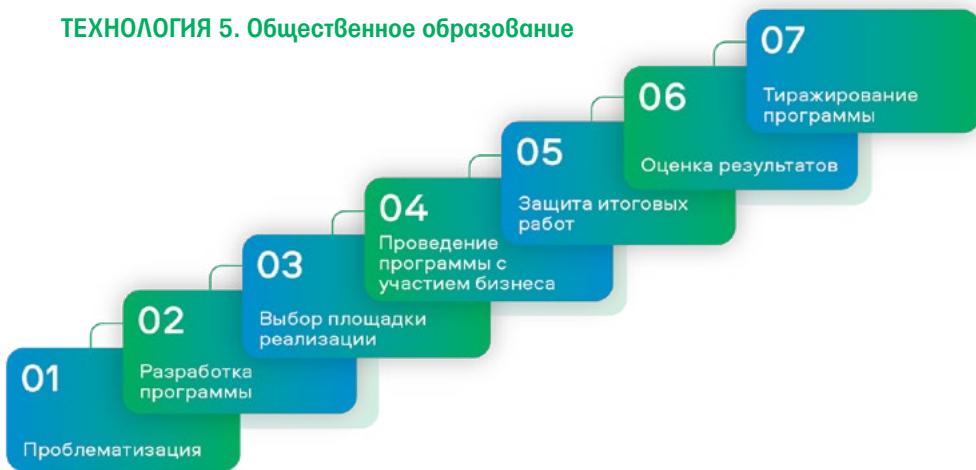 ТЕХНОЛОГИЯ 5. Общественное образование
01
Проблематизация
02
Разработка
программы
03
Выбор площадки
реализации
04
Проведение
программы с
участием бизнеса
05
Защита итоговых
работ
06
Оценка результатов
07
Тиражирование
программы